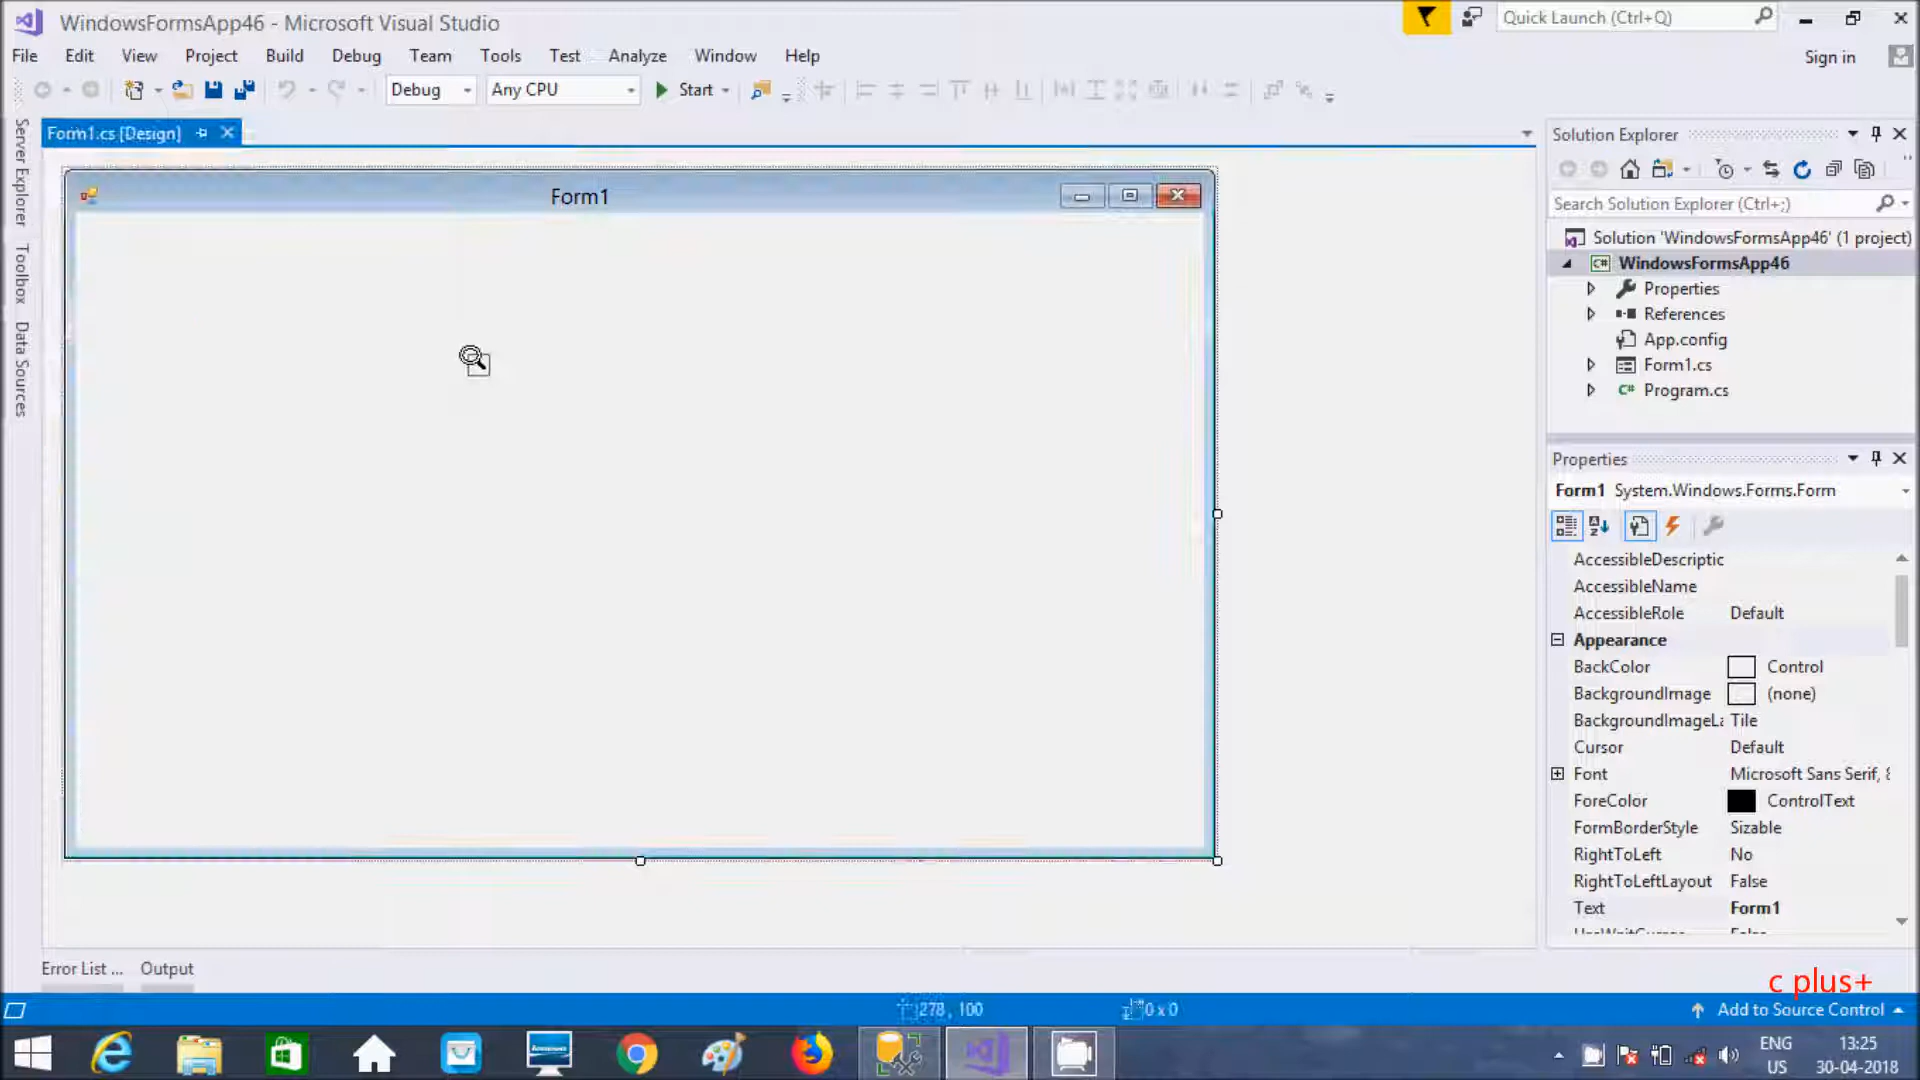 WindowsFormsApp46 - Microsoft Visual Studio
Quick Launch (Ctrl+Q)
File Edit View Project Build Debug Team Tools Test Analyze Window Help
Sign in
Debug Any CPU Start
Server Explorer
Toolbox
Data Sources
Form1.cs [Design]
Form1
Solution Explorer
Search Solution Explorer (Ctrl+;)
Solution 'WindowsFormsApp46' (1 project)
C# WindowsFormsApp46
Properties
References
App.config
Form1.cs
C# Program.cs
Properties
Form1 System.Windows.Forms.Form
AccessibleDescriptic
AccessibleName
AccessibleRole Default
Appearance
BackColor Control
BackgroundImage (none)
BackgroundImageLa Tile
Cursor Default
Font Microsoft Sans Serif, 8
ForeColor ControlText
FormBorderStyle Sizable
RightToLeft No
RightToLeftLayout False
Text Form1
Error List ... Output
c plus+
278 , 100
0 x 0
Add to Source Control
ENG
US
13:25
30-04-2018